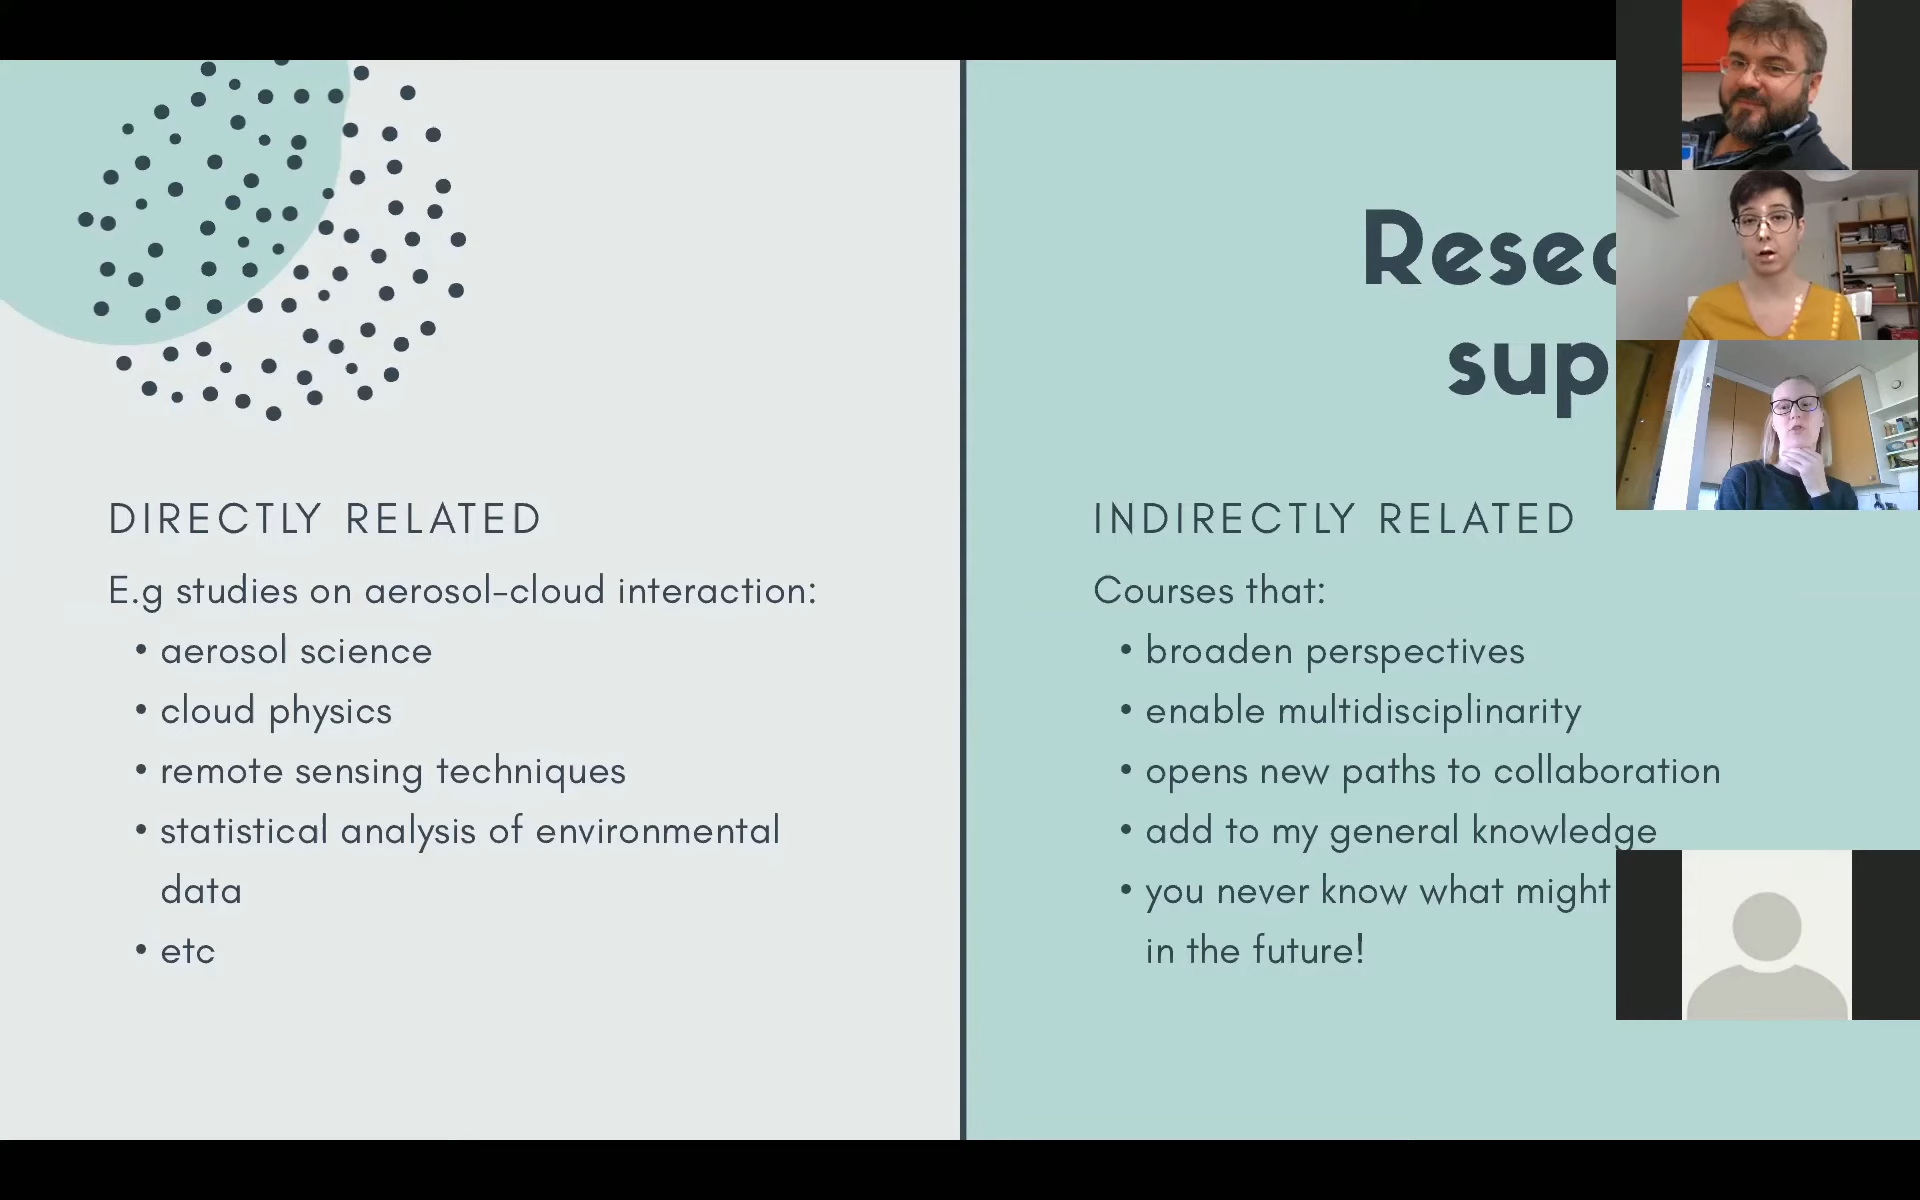 sup
DIRECTLY RELATED
E.g studies on aerosol-cloud interaction:
• aerosol science
• cloud physics
• remote sensing techniques
• statistical analysis of environmental
data
• etc
INDIRECTLY RELATED
Courses that:
• broaden perspectives
• enable multidisciplinarity
• opens new paths to collaboration
• add to my general knowledge
• you never know what might
in the future!